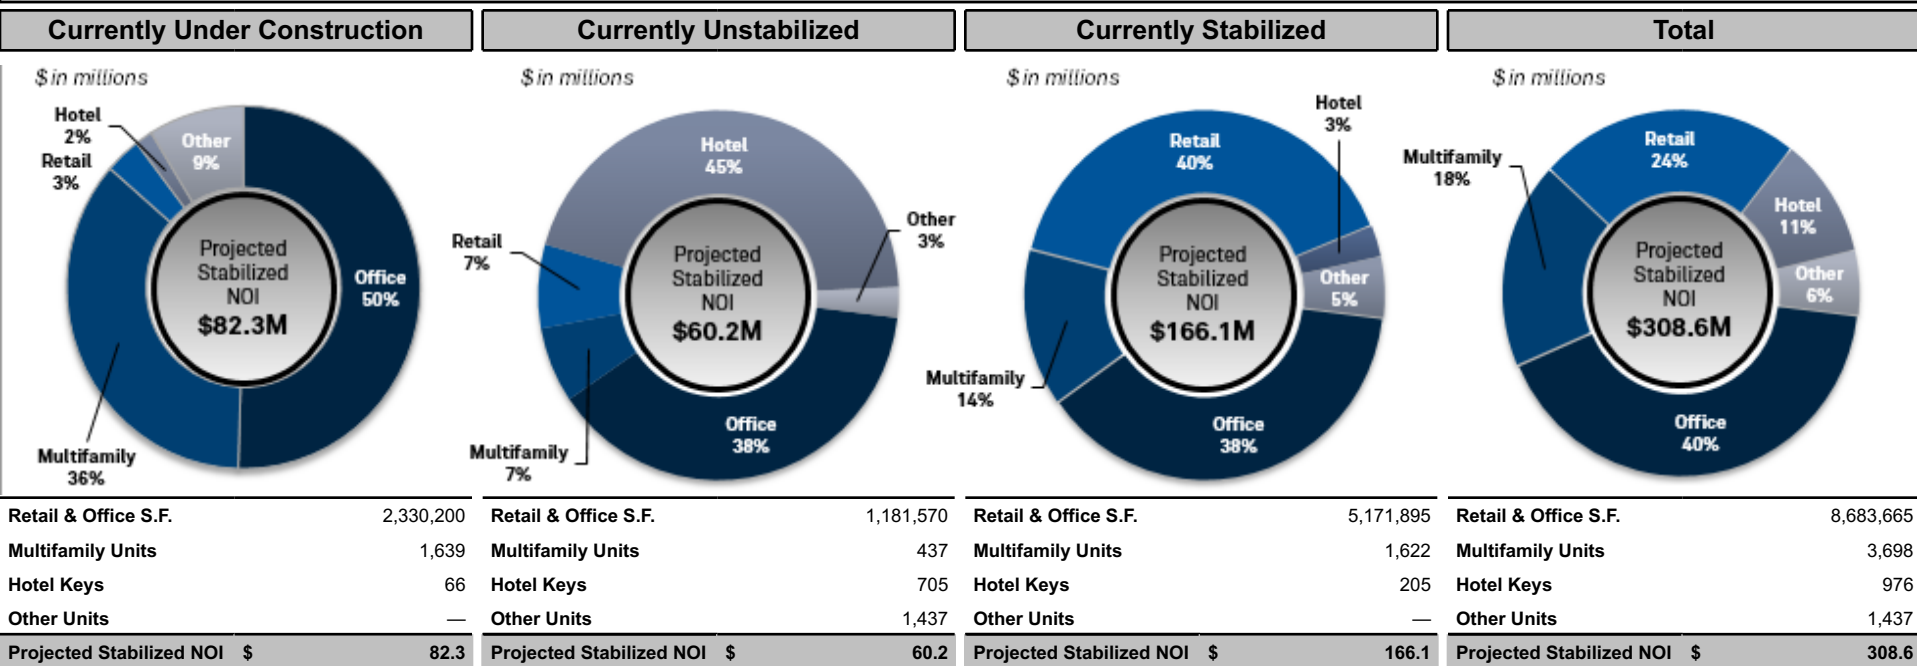 Currently Under Construction
$ in millions
Hotel
2%
Retail
3%
Other
9%
Office
50%
Multifamily
36%
Projected
Stabilized
NOI
$82.3M
Retail & Office S.F. 2,330,200
Multifamily Units 1,639
Hotel Keys 66
Other Units —
Projected Stabilized NOI $ 82.3
Currently Unstabilized
$ in millions
Hotel
45%
Other
3%
Retail
7%
Multifamily
7%
Office
38%
Projected
Stabilized
NOI
$60.2M
Retail & Office S.F. 1,181,570
Multifamily Units 437
Hotel Keys 705
Other Units 1,437
Projected Stabilized NOI $ 60.2
Currently Stabilized
$ in millions
Hotel
3%
Retail
40%
Other
5%
Multifamily
14%
Office
38%
Projected
Stabilized
NOI
$166.1M
Retail & Office S.F. 5,171,895
Multifamily Units 1,622
Hotel Keys 205
Other Units —
Projected Stabilized NOI $ 166.1
Total
$ in millions
Retail
24%
Multifamily
18%
Hotel
11%
Other
6%
Office
40%
Projected
Stabilized
NOI
$308.6M
Retail & Office S.F. 8,683,665
Multifamily Units 3,698
Hotel Keys 976
Other Units 1,437
Projected Stabilized NOI $ 308.6